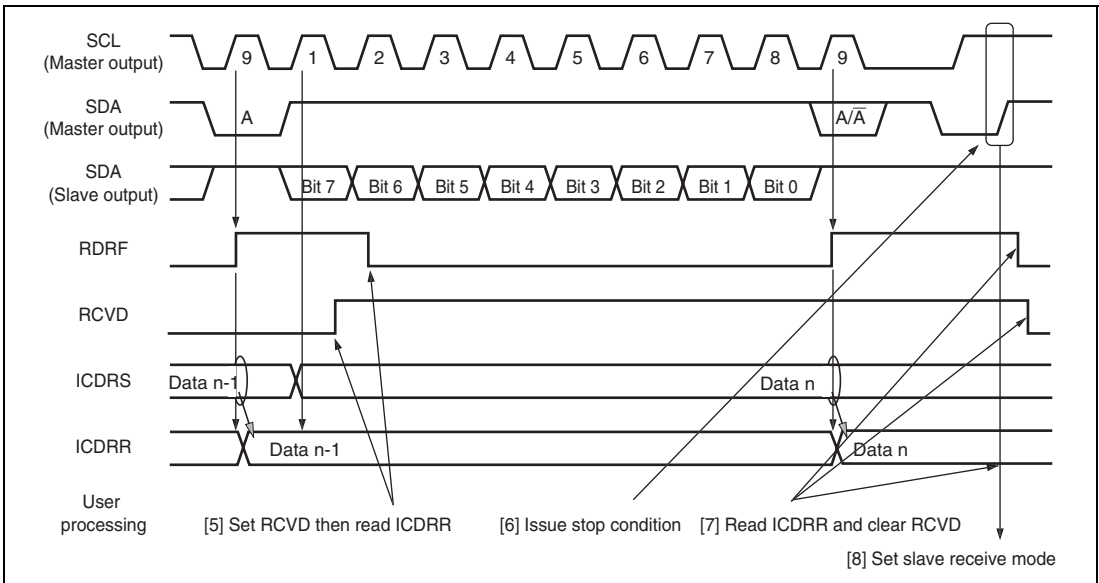 SCL
(Master output)
9 1 2 3 4 5 6 7 8 9
SDA
(Master output)
A A/A̅
SDA
(Slave output)
Bit 7 Bit 6 Bit 5 Bit 4 Bit 3 Bit 2 Bit 1 Bit 0
RDRF
RCVD
ICDRS
Data n-1 Data n
ICDRR
Data n-1 Data n
User
processing
[5] Set RCVD then read ICDRR [6] Issue stop condition [7] Read ICDRR and clear RCVD
[8] Set slave receive mode